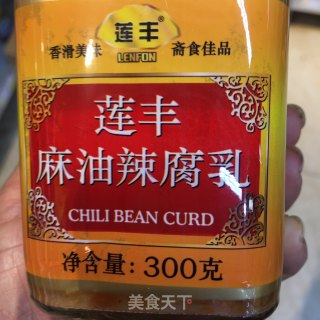 莲丰
LENFON
香滑美味 斋食佳品
莲丰
麻油辣腐乳
CHILI BEAN CURD
净含量：300克
美食天下